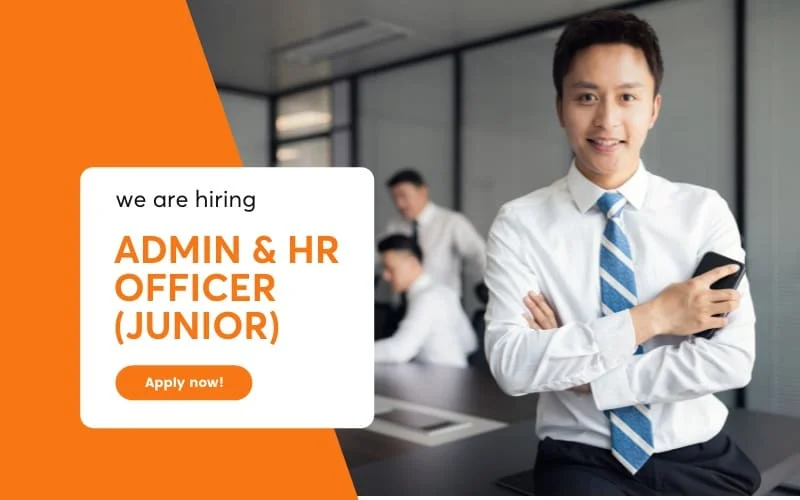 we are hiring
ADMIN & HR
OFFICER
(JUNIOR)
Apply now!